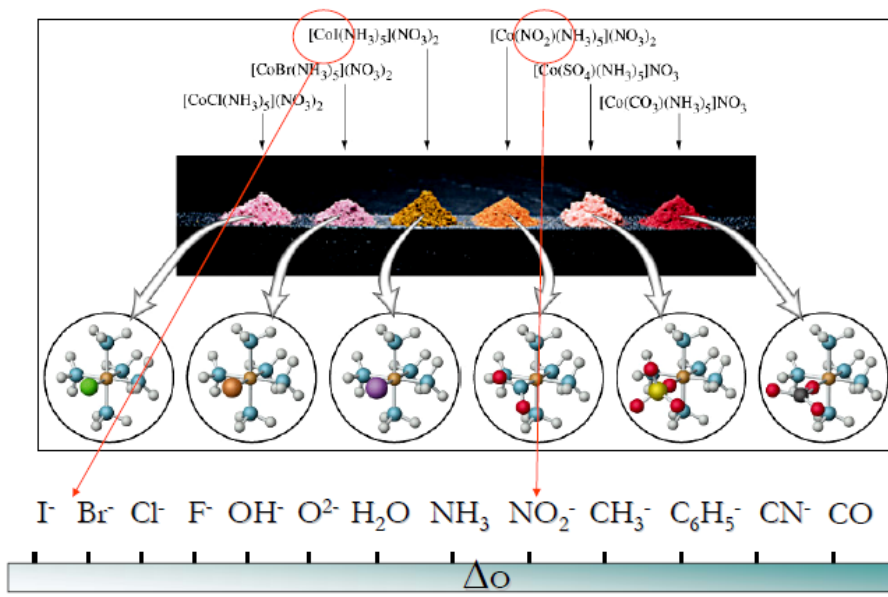 [CoI(NH₃)₅](NO₃)₂ [Co(NO₂)(NH₃)₅](NO₃)₂
[CoBr(NH₃)₅](NO₃)₂ [Co(SO₄)(NH₃)₅]NO₃
[CoCl(NH₃)₅](NO₃)₂ [Co(CO₃)(NH₃)₅]NO₃
I⁻ Br⁻ Cl⁻ F⁻ OH⁻ O²⁻ H₂O NH₃ NO₂⁻ CH₃⁻ C₆H₅⁻ CN⁻ CO
Δo